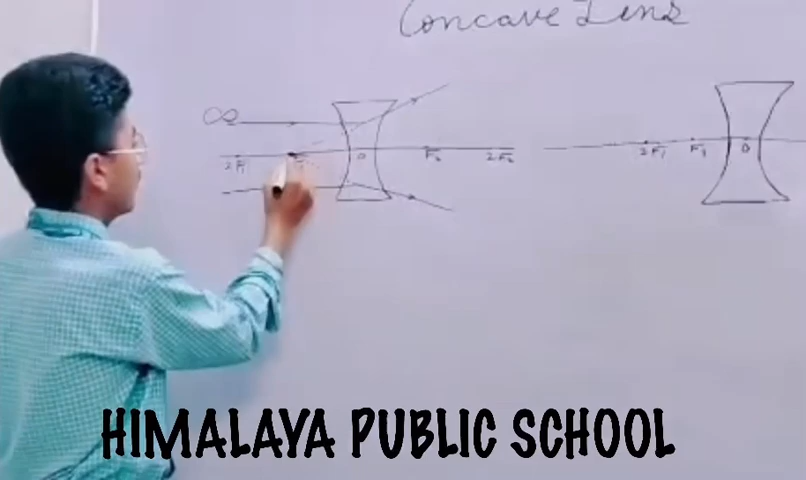 Concave Lens
∞
2F1 F1 O F2 2F2
2F1 F1 O
HIMALAYA PUBLIC SCHOOL